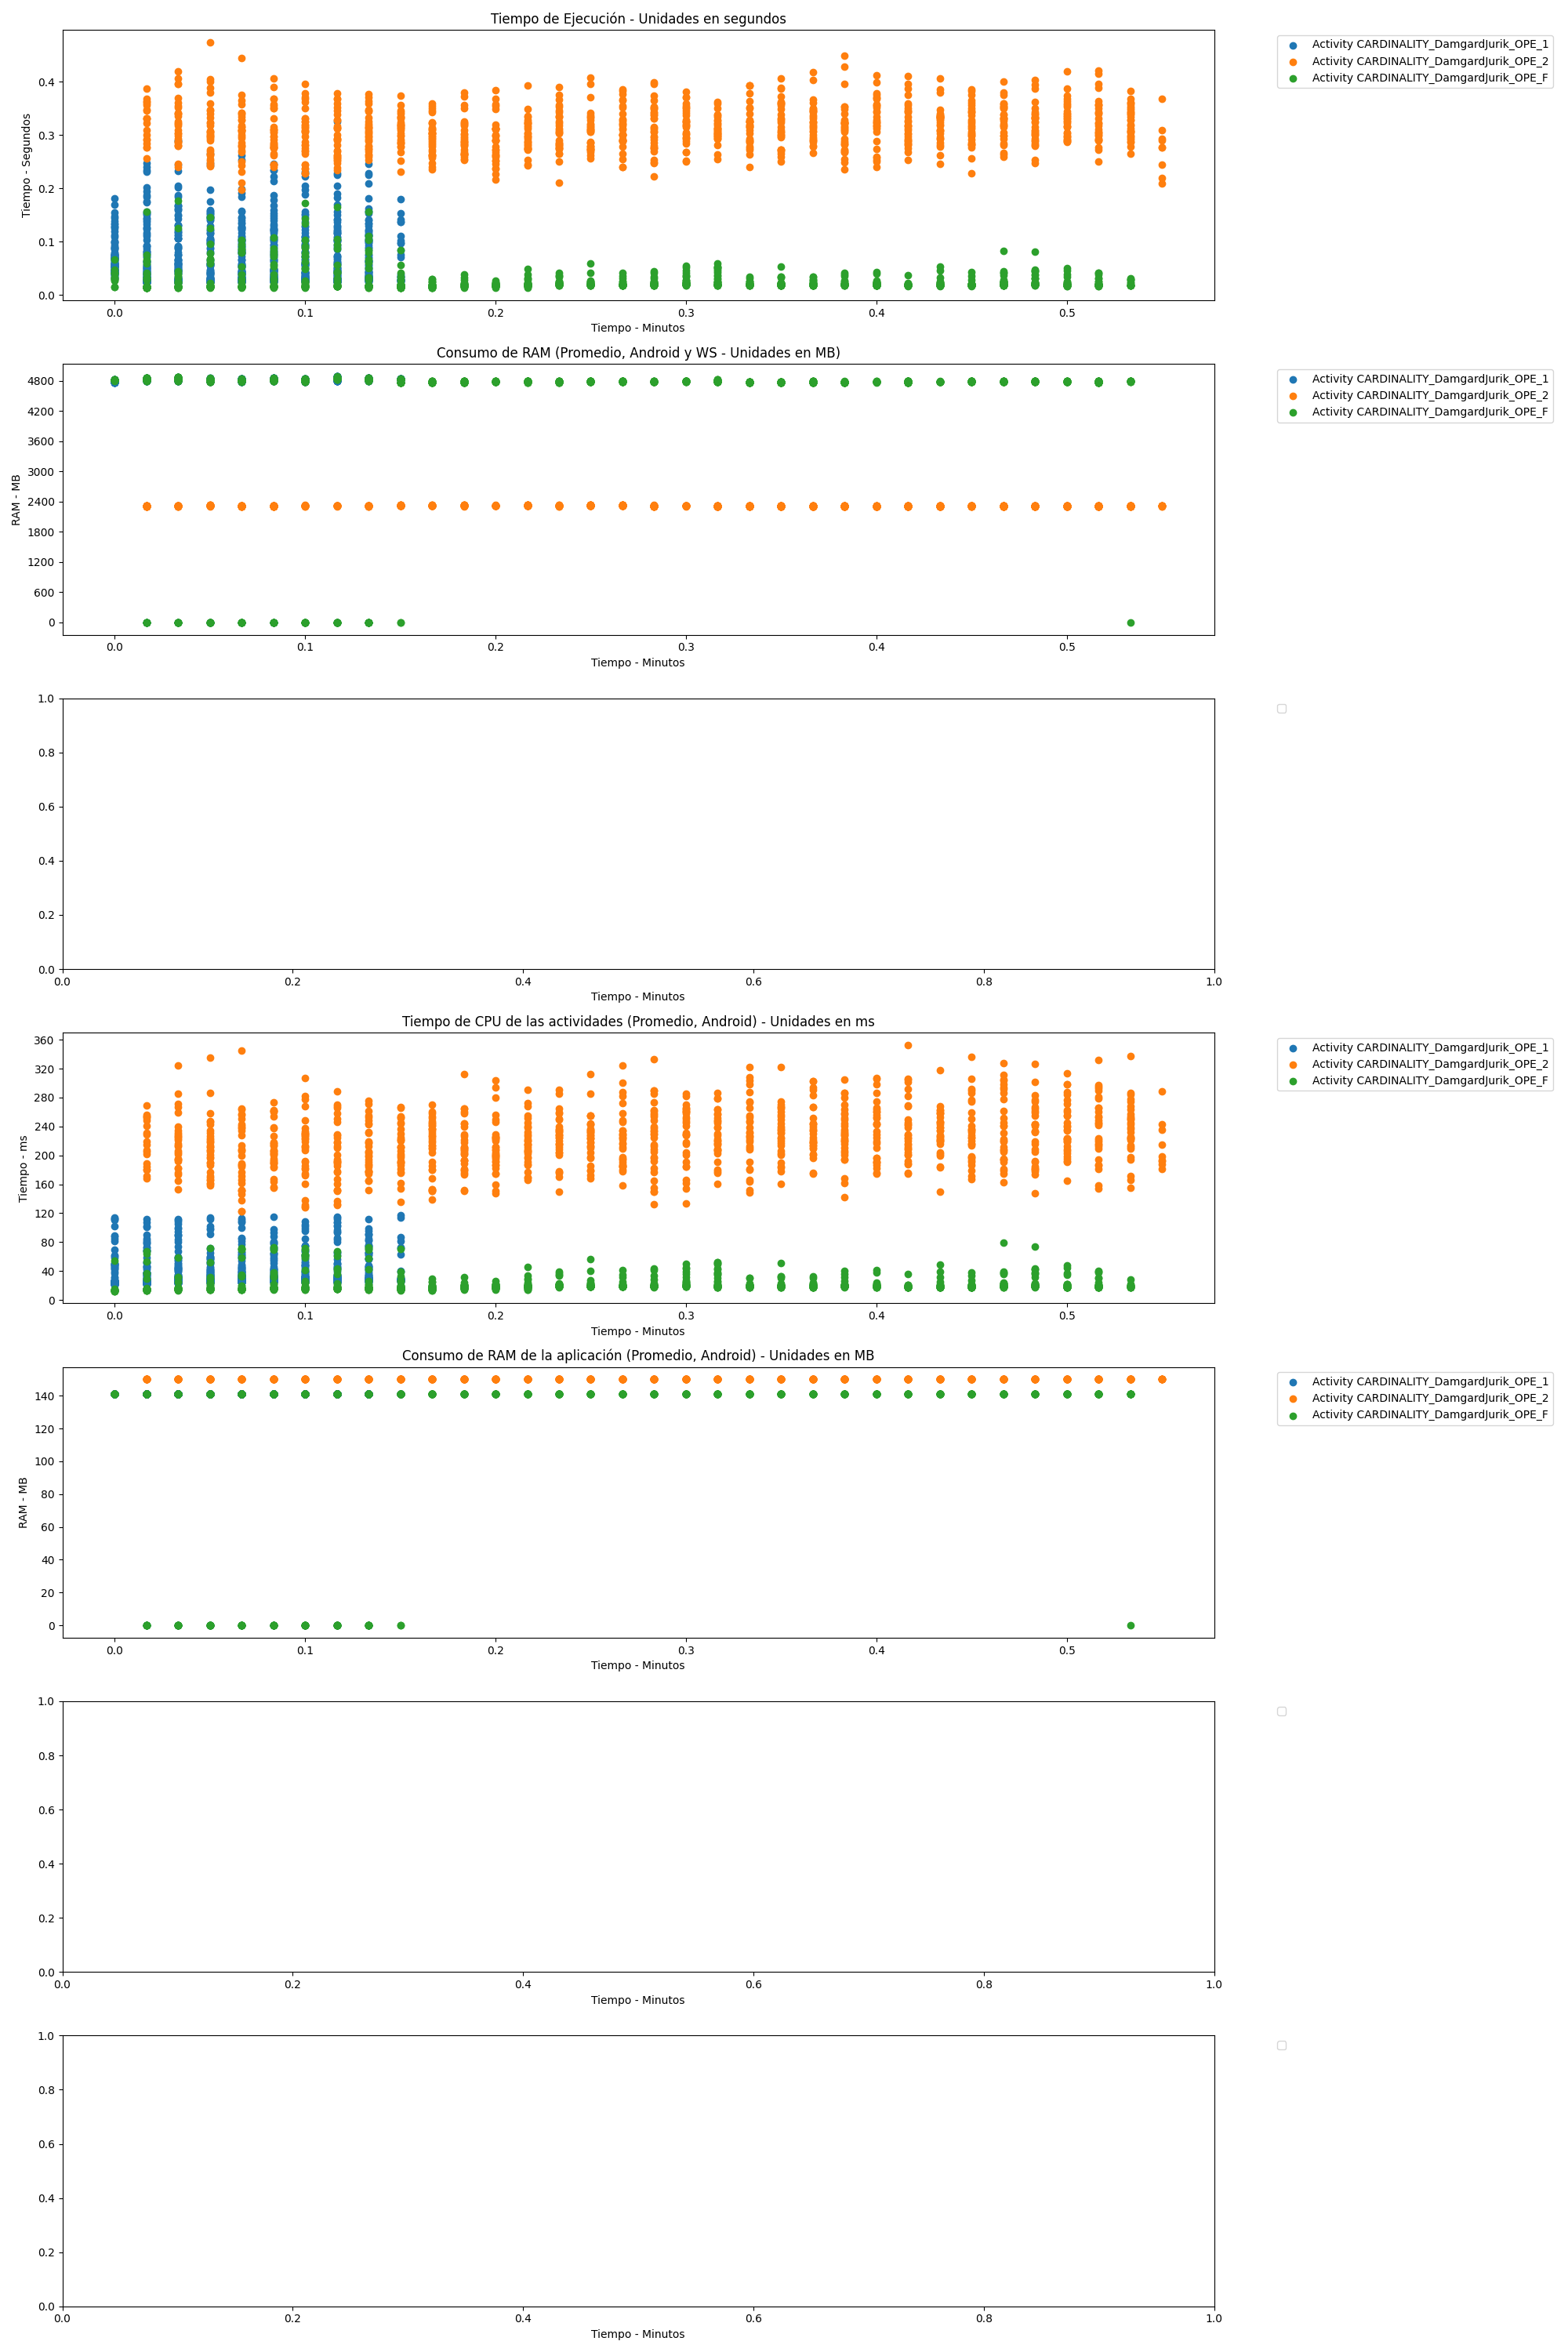 Tiempo de Ejecución - Unidades en segundos
Tiempo - Segundos
0.4
0.3
0.2
0.1
0.0
0.0 0.1 0.2 0.3 0.4 0.5
Tiempo - Minutos
Activity CARDINALITY_DamgardJurik_OPE_1
Activity CARDINALITY_DamgardJurik_OPE_2
Activity CARDINALITY_DamgardJurik_OPE_F
Consumo de RAM (Promedio, Android y WS - Unidades en MB)
RAM - MB
4800
4200
3600
3000
2400
1800
1200
600
0
0.0 0.1 0.2 0.3 0.4 0.5
Tiempo - Minutos
Activity CARDINALITY_DamgardJurik_OPE_1
Activity CARDINALITY_DamgardJurik_OPE_2
Activity CARDINALITY_DamgardJurik_OPE_F
1.0
0.8
0.6
0.4
0.2
0.0
0.0 0.2 0.4 0.6 0.8 1.0
Tiempo - Minutos
Tiempo de CPU de las actividades (Promedio, Android) - Unidades en ms
Tiempo - ms
360
320
280
240
200
160
120
80
40
0
0.0 0.1 0.2 0.3 0.4 0.5
Tiempo - Minutos
Activity CARDINALITY_DamgardJurik_OPE_1
Activity CARDINALITY_DamgardJurik_OPE_2
Activity CARDINALITY_DamgardJurik_OPE_F
Consumo de RAM de la aplicación (Promedio, Android) - Unidades en MB
RAM - MB
140
120
100
80
60
40
20
0
0.0 0.1 0.2 0.3 0.4 0.5
Tiempo - Minutos
Activity CARDINALITY_DamgardJurik_OPE_1
Activity CARDINALITY_DamgardJurik_OPE_2
Activity CARDINALITY_DamgardJurik_OPE_F
1.0
0.8
0.6
0.4
0.2
0.0
0.0 0.2 0.4 0.6 0.8 1.0
Tiempo - Minutos
1.0
0.8
0.6
0.4
0.2
0.0
0.0 0.2 0.4 0.6 0.8 1.0
Tiempo - Minutos